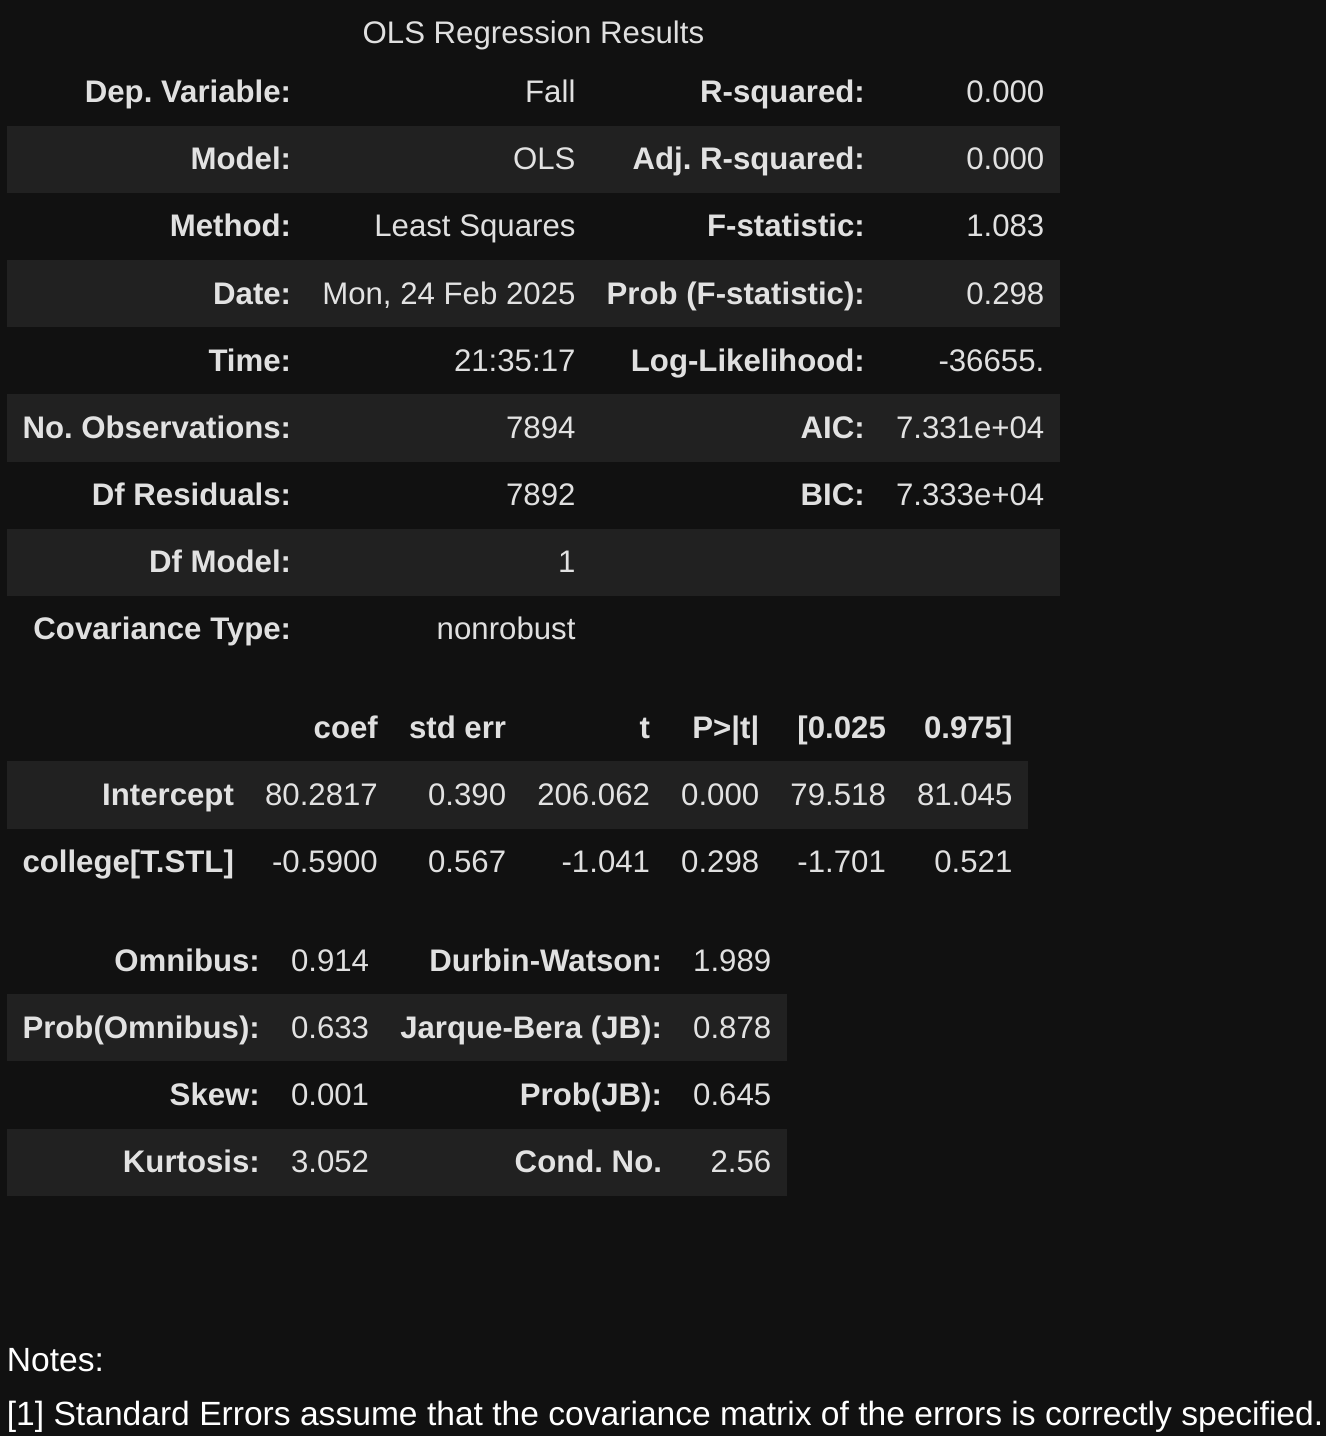 OLS Regression Results
Dep. Variable: Fall R-squared: 0.000
Model: OLS Adj. R-squared: 0.000
Method: Least Squares F-statistic: 1.083
Date: Mon, 24 Feb 2025 Prob (F-statistic): 0.298
Time: 21:35:17 Log-Likelihood: -36655.
No. Observations: 7894 AIC: 7.331e+04
Df Residuals: 7892 BIC: 7.333e+04
Df Model: 1
Covariance Type: nonrobust
coef std err t P>|t| [0.025 0.975]
Intercept 80.2817 0.390 206.062 0.000 79.518 81.045
college[T.STL] -0.5900 0.567 -1.041 0.298 -1.701 0.521
Omnibus: 0.914 Durbin-Watson: 1.989
Prob(Omnibus): 0.633 Jarque-Bera (JB): 0.878
Skew: 0.001 Prob(JB): 0.645
Kurtosis: 3.052 Cond. No. 2.56
Notes:
[1] Standard Errors assume that the covariance matrix of the errors is correctly specified.